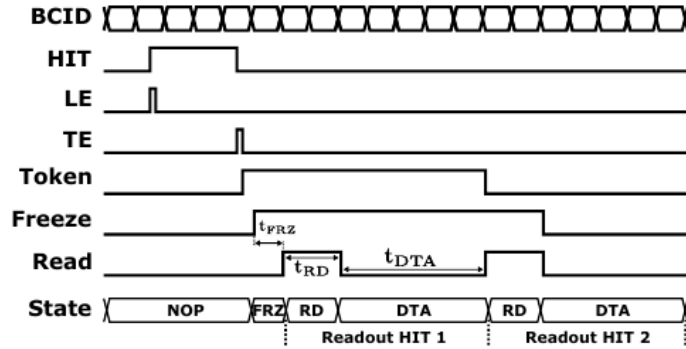 BCID
HIT
LE
TE
Token
Freeze
tFRZ
Read
tRD
tDTA
State NOP FRZ RD DTA RD DTA
Readout HIT 1 Readout HIT 2